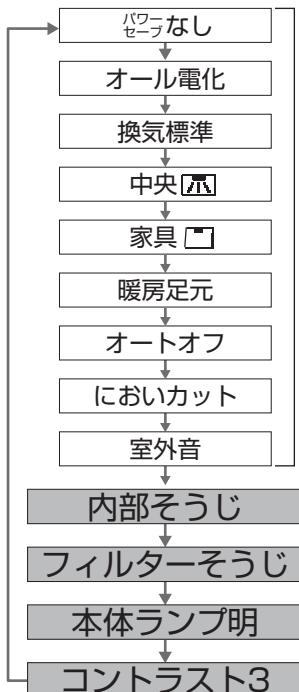 パワーセーブなし
オール電化
換気標準
中央
家具
暖房足元
オートオフ
においカット
室外音
内部そうじ
フィルターそうじ
本体ランプ明
コントラスト3